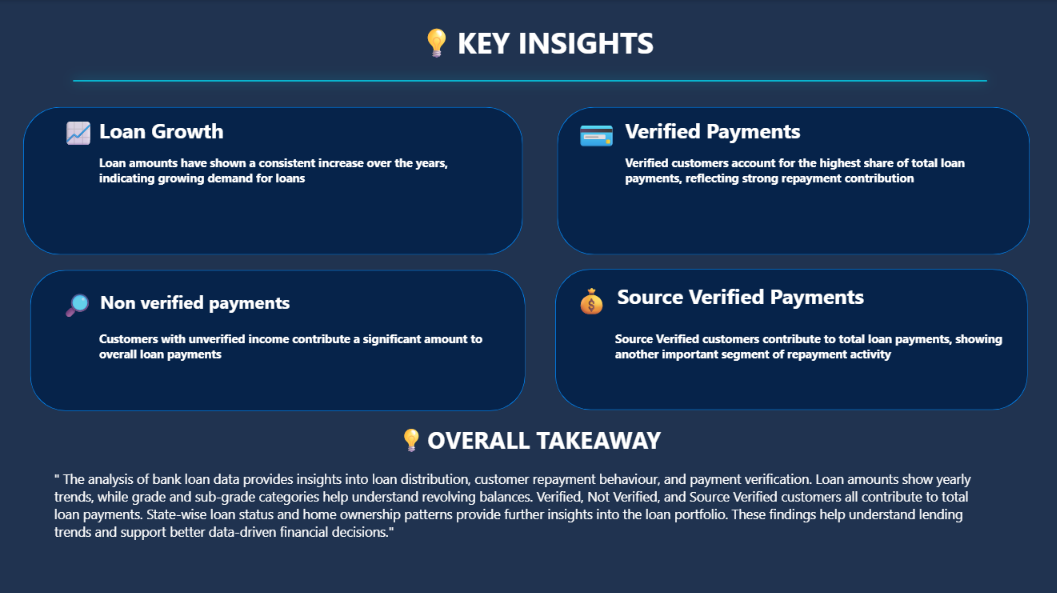 KEY INSIGHTS
Loan Growth
Loan amounts have shown a consistent increase over the years,
indicating growing demand for loans
Verified Payments
Verified customers account for the highest share of total loan
payments, reflecting strong repayment contribution
Non verified payments
Customers with unverified income contribute a significant amount to
overall loan payments
Source Verified Payments
Source Verified customers contribute to total loan payments, showing
another important segment of repayment activity
OVERALL TAKEAWAY
" The analysis of bank loan data provides insights into loan distribution, customer repayment behaviour, and payment verification. Loan amounts show yearly
trends, while grade and sub-grade categories help understand revolving balances. Verified, Not Verified, and Source Verified customers all contribute to total
loan payments. State-wise loan status and home ownership patterns provide further insights into the loan portfolio. These findings help understand lending
trends and support better data-driven financial decisions."